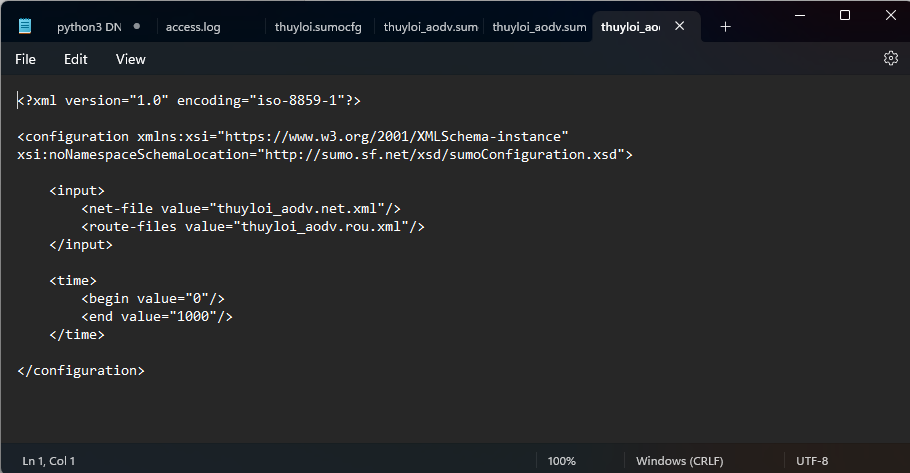 python3 DN
access.log
thuyloi.sumocfg
thuyloi_aodv.sum
thuyloi_aodv.sum
thuyloi_ao
File Edit View
<?xml version="1.0" encoding="iso-8859-1"?>
<configuration xmlns:xsi="https://www.w3.org/2001/XMLSchema-instance"
xsi:noNamespaceSchemaLocation="http://sumo.sf.net/xsd/sumoConfiguration.xsd">
<input>
<net-file value="thuyloi_aodv.net.xml"/>
<route-files value="thuyloi_aodv.rou.xml"/>
</input>
<time>
<begin value="0"/>
<end value="1000"/>
</time>
</configuration>
Ln 1, Col 1
100%
Windows (CRLF)
UTF-8